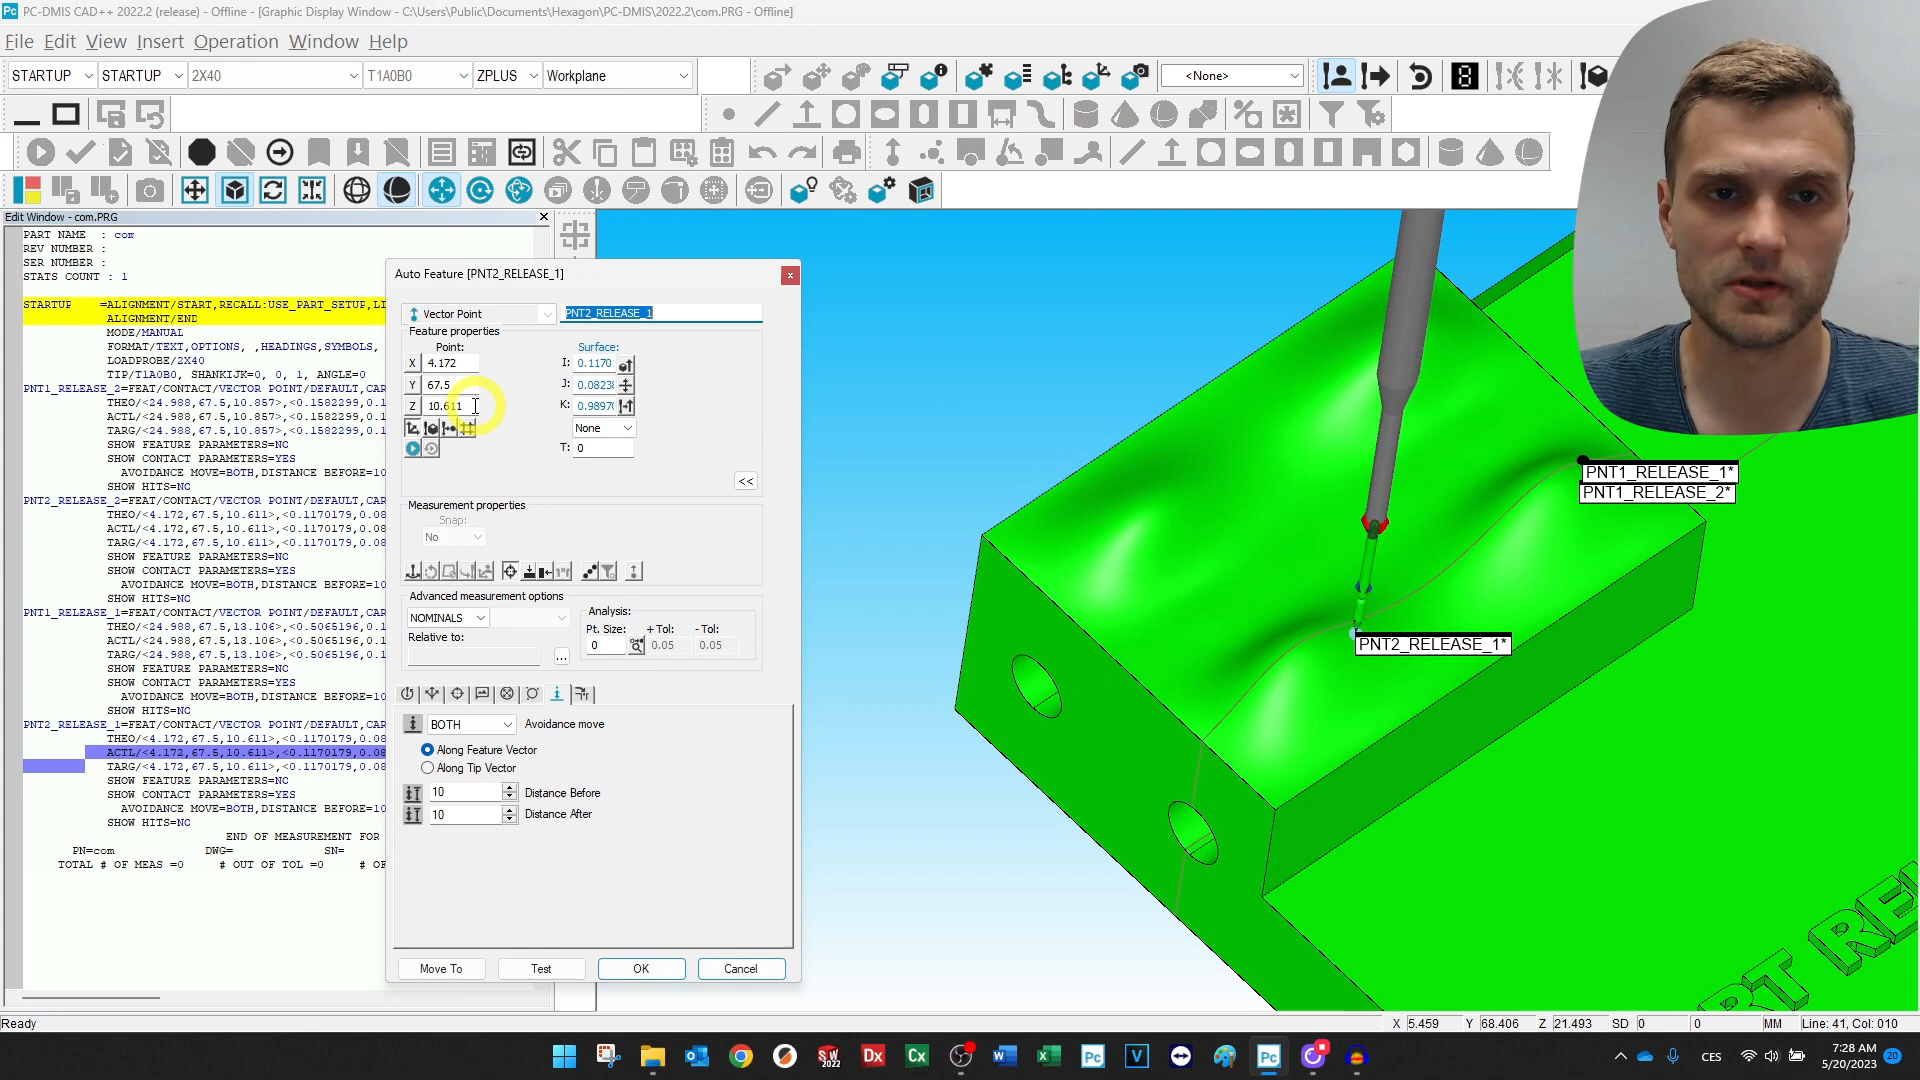 PC-DMIS CAD++ 2022.2 (release) - Offline - [Graphic Display Window - C:\Users\Public\Documents\Hexagon\PC-DMIS\2022.2\com.PRG - Offline]
File Edit View Insert Operation Window Help
STARTUP STARTUP 2X40 T1A0B0 ZPLUS Workplane <None>
Edit Window - com.PRG
PART NAME : com
REV NUMBER :
SER NUMBER :
STATS COUNT : 1
STARTUP =ALIGNMENT/START,RECALL:USE_PART_SETUP,LI
ALIGNMENT/END
MODE/MANUAL
FORMAT/TEXT,OPTIONS, ,HEADINGS,SYMBOLS,
LOADPROBE/2X40
TIP/T1A0B0, SHANKIJK=0, 0, 1, ANGLE=0
PNT1_RELEASE_2=FEAT/CONTACT/VECTOR POINT/DEFAULT,CAR
THEO/<24.988,67.5,10.857>,<0.1582299,0.1
ACTL/<24.988,67.5,10.857>,<0.1582299,0.1
TARG/<24.988,67.5,10.857>,<0.1582299,0.1
SHOW FEATURE PARAMETERS=NO
SHOW CONTACT PARAMETERS=YES
AVOIDANCE MOVE=BOTH,DISTANCE BEFORE=10
SHOW HITS=NO
PNT2_RELEASE_2=FEAT/CONTACT/VECTOR POINT/DEFAULT,CAR
THEO/<4.172,67.5,10.611>,<0.1170179,0.08
ACTL/<4.172,67.5,10.611>,<0.1170179,0.08
TARG/<4.172,67.5,10.611>,<0.1170179,0.08
SHOW FEATURE PARAMETERS=NO
SHOW CONTACT PARAMETERS=YES
AVOIDANCE MOVE=BOTH,DISTANCE BEFORE=10
SHOW HITS=NO
PNT1_RELEASE_1=FEAT/CONTACT/VECTOR POINT/DEFAULT,CAR
THEO/<24.988,67.5,13.106>,<0.5065196,0.1
ACTL/<24.988,67.5,13.106>,<0.5065196,0.1
TARG/<24.988,67.5,13.106>,<0.5065196,0.1
SHOW FEATURE PARAMETERS=NO
SHOW CONTACT PARAMETERS=YES
AVOIDANCE MOVE=BOTH,DISTANCE BEFORE=10
SHOW HITS=NO
PNT2_RELEASE_1=FEAT/CONTACT/VECTOR POINT/DEFAULT,CAR
THEO/<4.172,67.5,10.611>,<0.1170179,0.08
ACTL/<4.172,67.5,10.611>,<0.1170179,0.08
TARG/<4.172,67.5,10.611>,<0.1170179,0.08
SHOW FEATURE PARAMETERS=NO
SHOW CONTACT PARAMETERS=YES
AVOIDANCE MOVE=BOTH,DISTANCE BEFORE=10
SHOW HITS=NO
END OF MEASUREMENT FOR
PN=com DWG= SN=
TOTAL # OF MEAS =0 # OUT OF TOL =0 # OF
Auto Feature [PNT2_RELEASE_1]
Vector Point PNT2_RELEASE_1
Feature properties
Point: Surface:
X 4.172 I: 0.1170
Y 67.5 J: 0.0823
Z 10.611 K: 0.9897
None
T: 0
<<
Measurement properties
Snap:
No
Advanced measurement options
NOMINALS
Relative to:
...
Analysis:
Pt. Size: + Tol: - Tol:
0 0.05 0.05
BOTH Avoidance move
Along Feature Vector
Along Tip Vector
10 Distance Before
10 Distance After
Move To Test OK Cancel
PNT1_RELEASE_1*
PNT1_RELEASE_2*
PNT2_RELEASE_1*
Ready
X 5.459 Y 68.406 Z 21.493 SD 0 0 MM Line: 41, Col: 010
CES 7:28 AM
5/20/2023 20